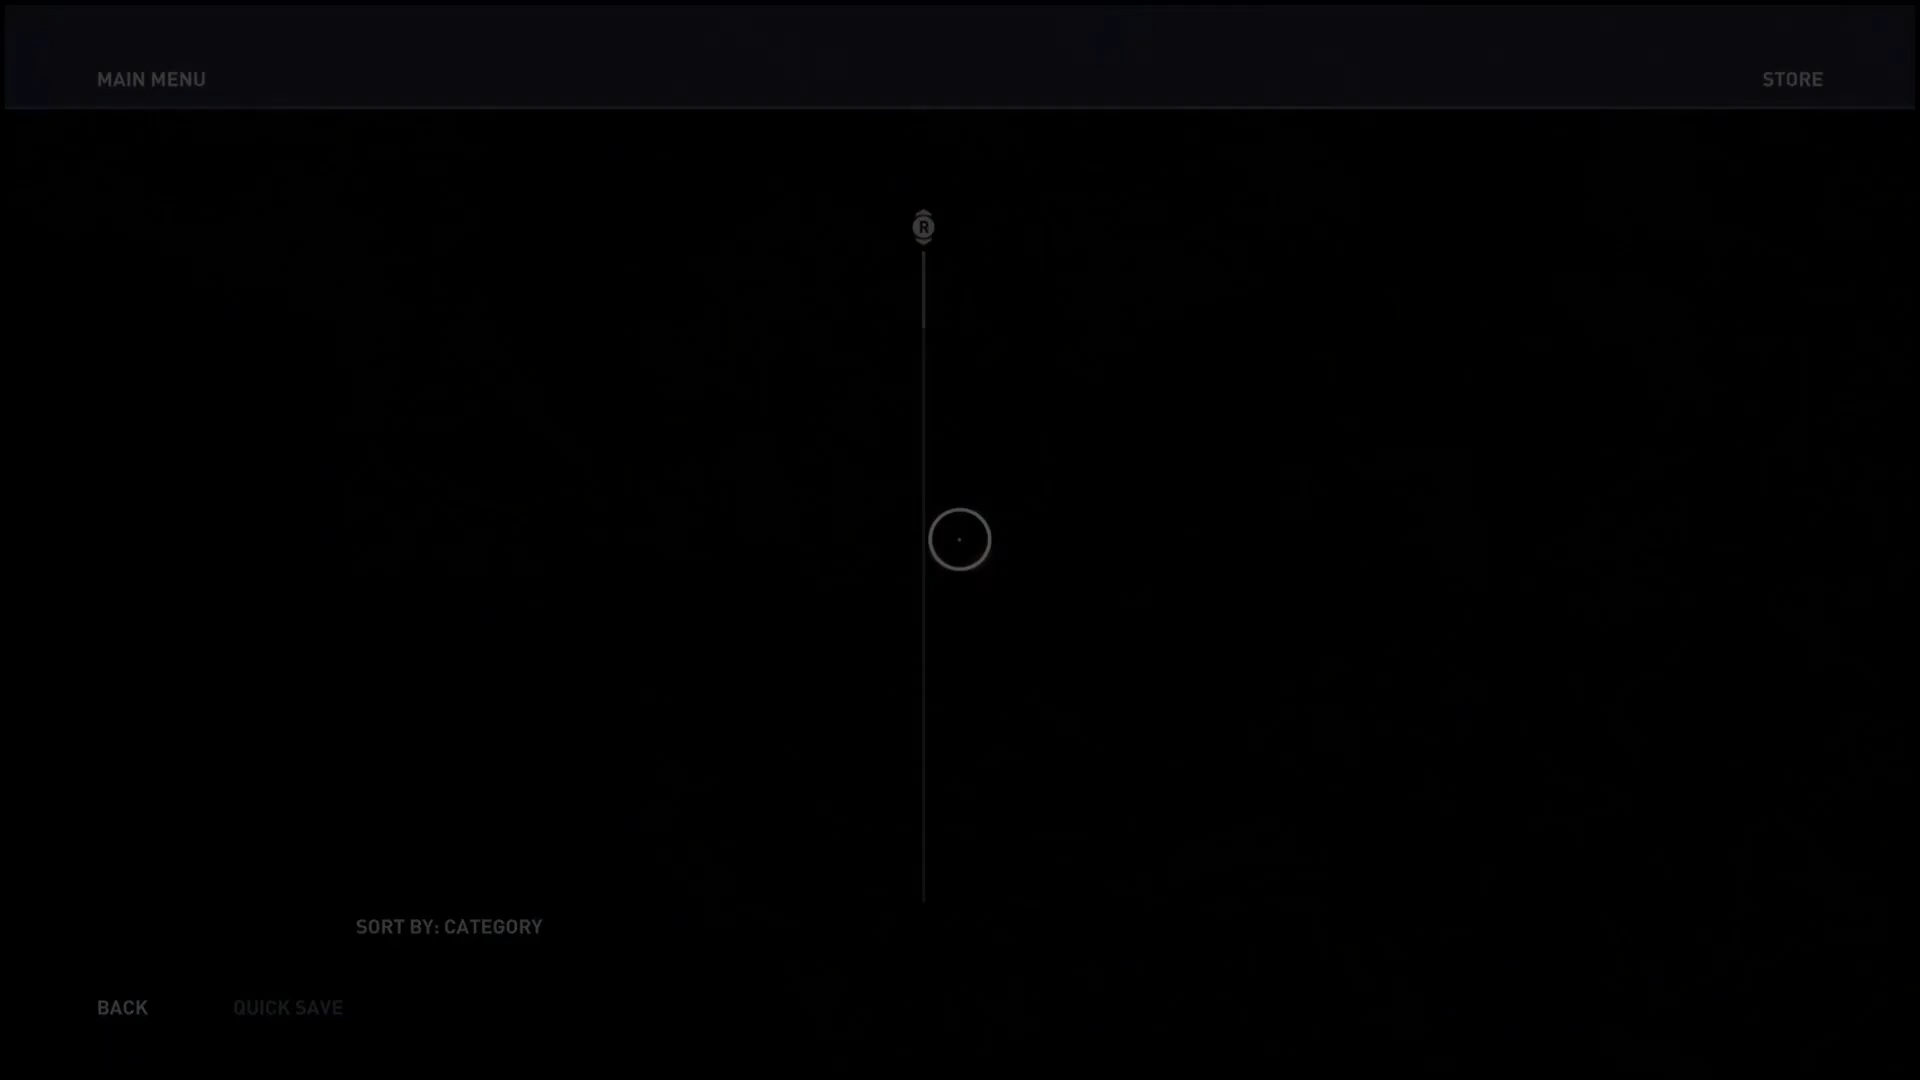 MAIN MENU
STORE
R
SORT BY: CATEGORY
BACK
QUICK SAVE